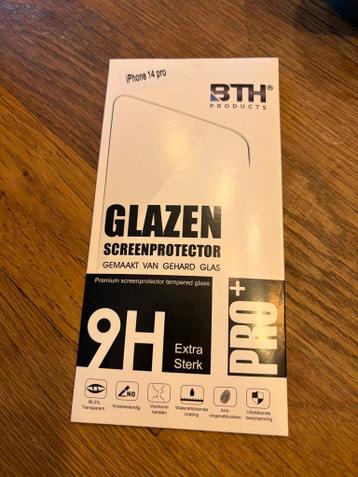 iPhone 14 pro
BTH®
PRODUCTS
GLAZEN
SCREENPROTECTOR
GEMAAKT VAN GEHARD GLAS
Premium screenprotector tempered glass
9H
Extra
Sterk
PRO+
NO
99,9%
Transparant
Krasbestendig
Voorkomt
barsten
Waterafstotende
coating
Anti-
vingerafdrukken
Uitstekende
bescherming